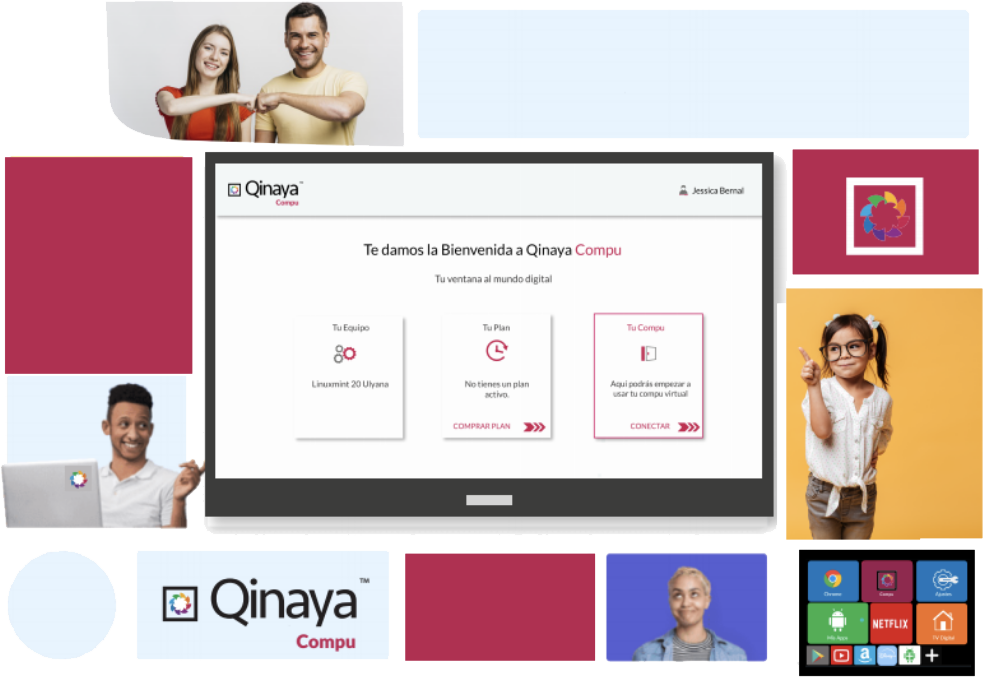 Qinaya™
Compu
Jessica Bernal
Te damos la Bienvenida a Qinaya Compu
Tu ventana al mundo digital
Tu Equipo
Linuxmint 20 Ulyana
Tu Plan
No tienes un plan
activo.
COMPRAR PLAN
Tu Compu
Aquí podrás empezar a
usar tu compu virtual
CONECTAR
Qinaya™
Compu
Chrome
Compu
Ajustes
Mis Apps
NETFLIX
TV Digital